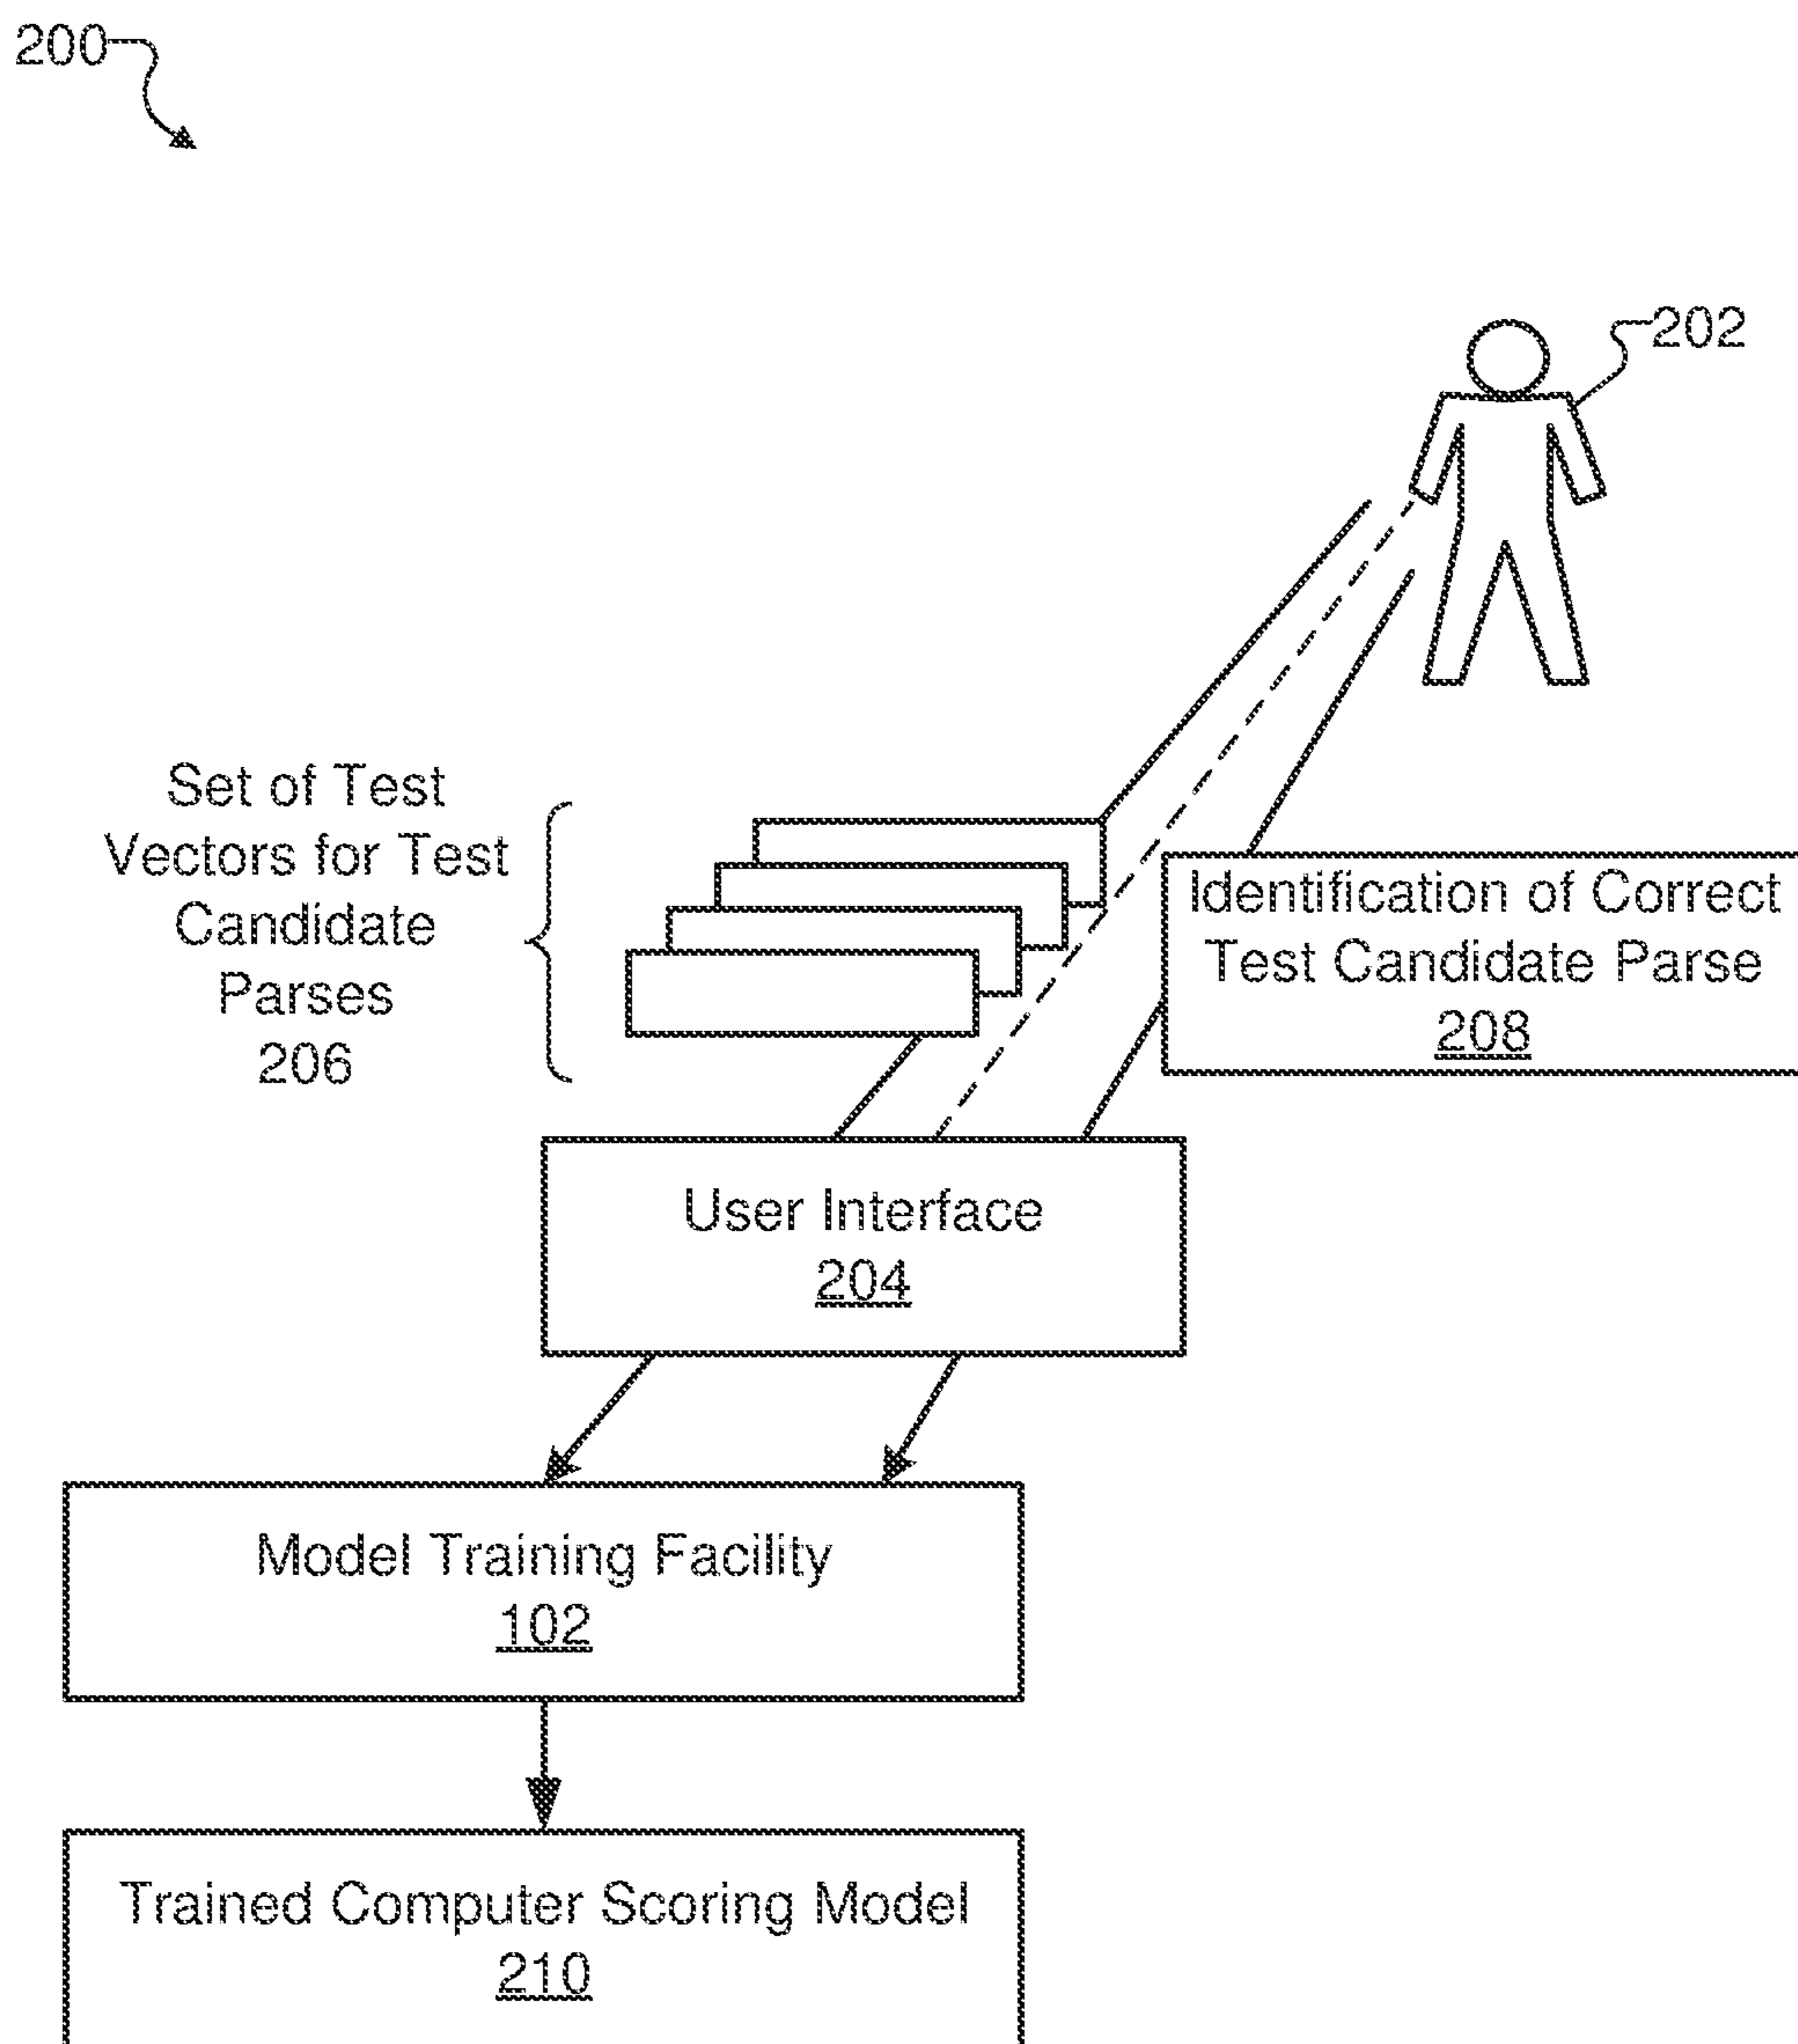 200
202
Set of Test
Vectors for Test
Candidate
Parses
206
Identification of Correct
Test Candidate Parse
208
User Interface
204
Model Training Facility
102
Trained Computer Scoring Model
210